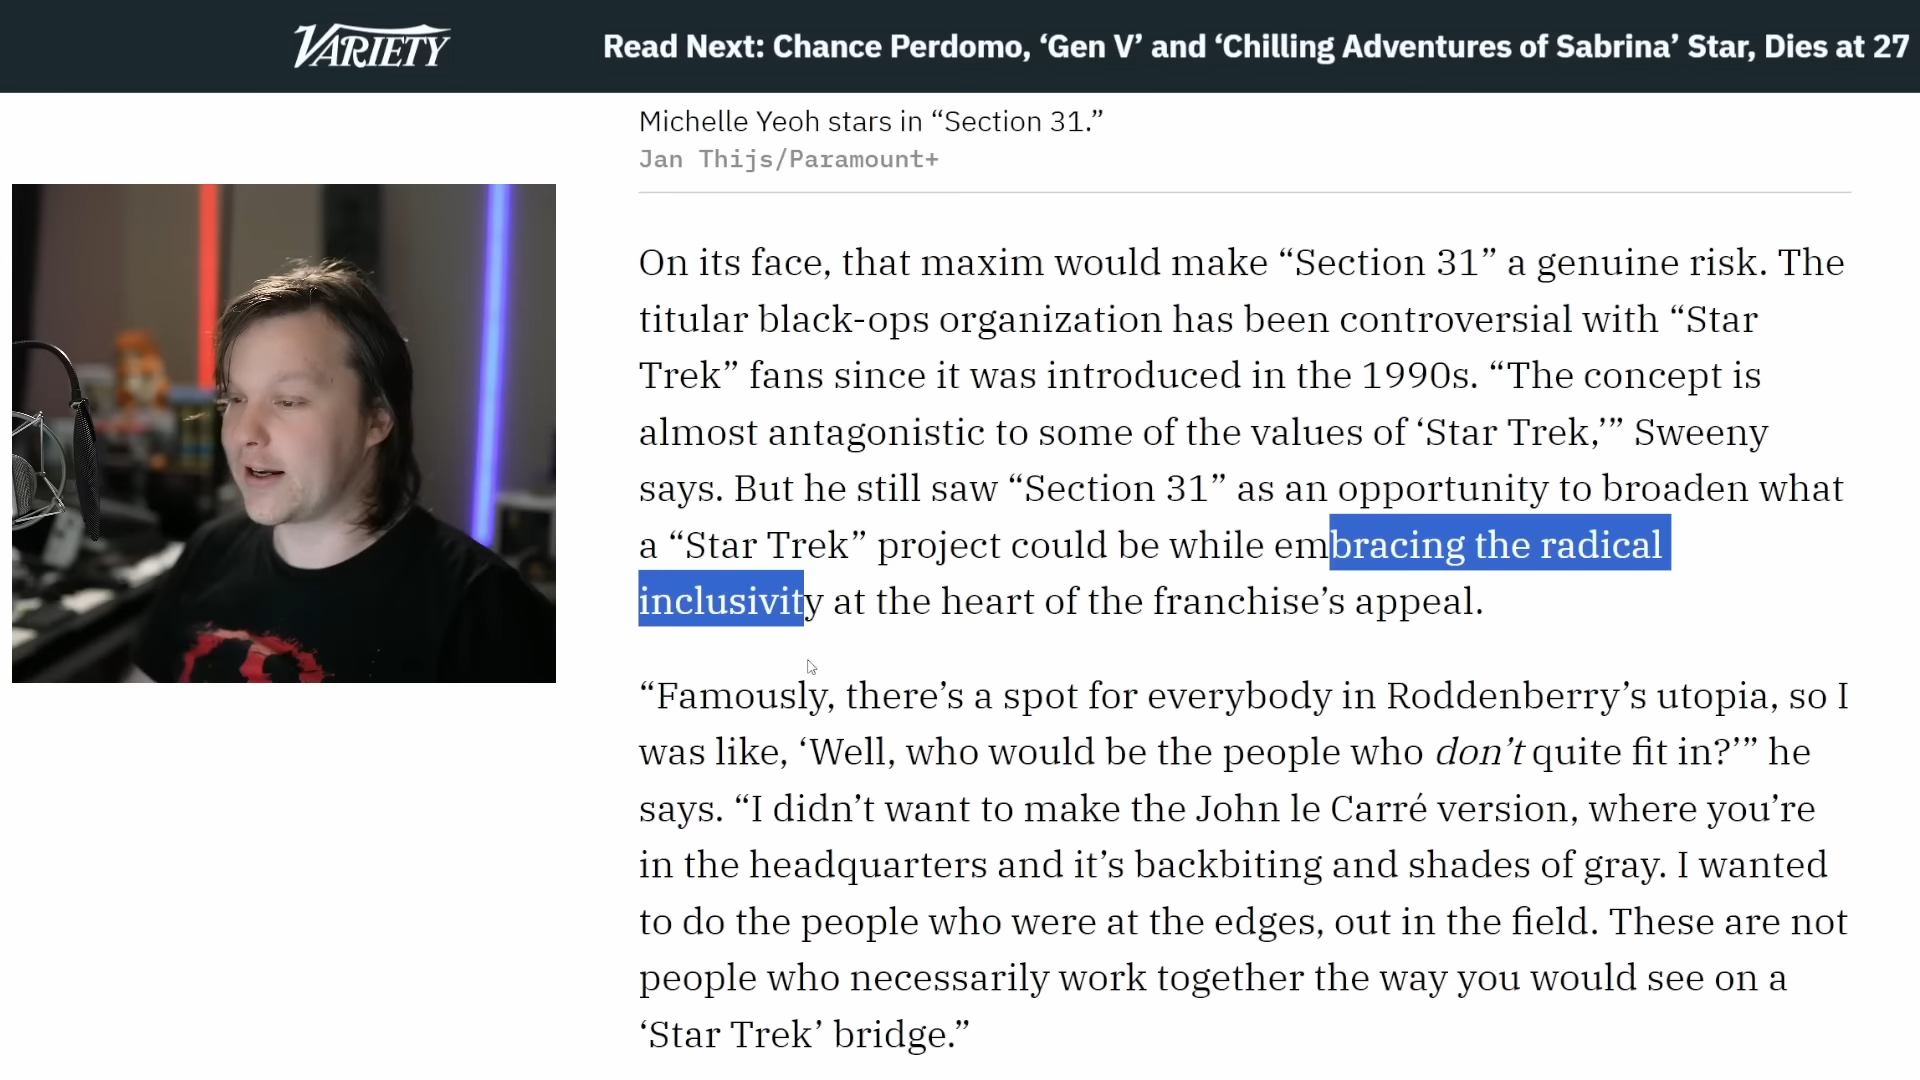 VARIETY
Read Next: Chance Perdomo, ‘Gen V’ and ‘Chilling Adventures of Sabrina’ Star, Dies at 27
Michelle Yeoh stars in “Section 31.”
Jan Thijs/Paramount+
On its face, that maxim would make “Section 31” a genuine risk. The
titular black-ops organization has been controversial with “Star
Trek” fans since it was introduced in the 1990s. “The concept is
almost antagonistic to some of the values of ‘Star Trek,’” Sweeny
says. But he still saw “Section 31” as an opportunity to broaden what
a “Star Trek” project could be while embracing the radical
inclusivity at the heart of the franchise’s appeal.
“Famously, there’s a spot for everybody in Roddenberry’s utopia, so I
was like, ‘Well, who would be the people who don’t quite fit in?’” he
says. “I didn’t want to make the John le Carré version, where you’re
in the headquarters and it’s backbiting and shades of gray. I wanted
to do the people who were at the edges, out in the field. These are not
people who necessarily work together the way you would see on a
‘Star Trek’ bridge.”